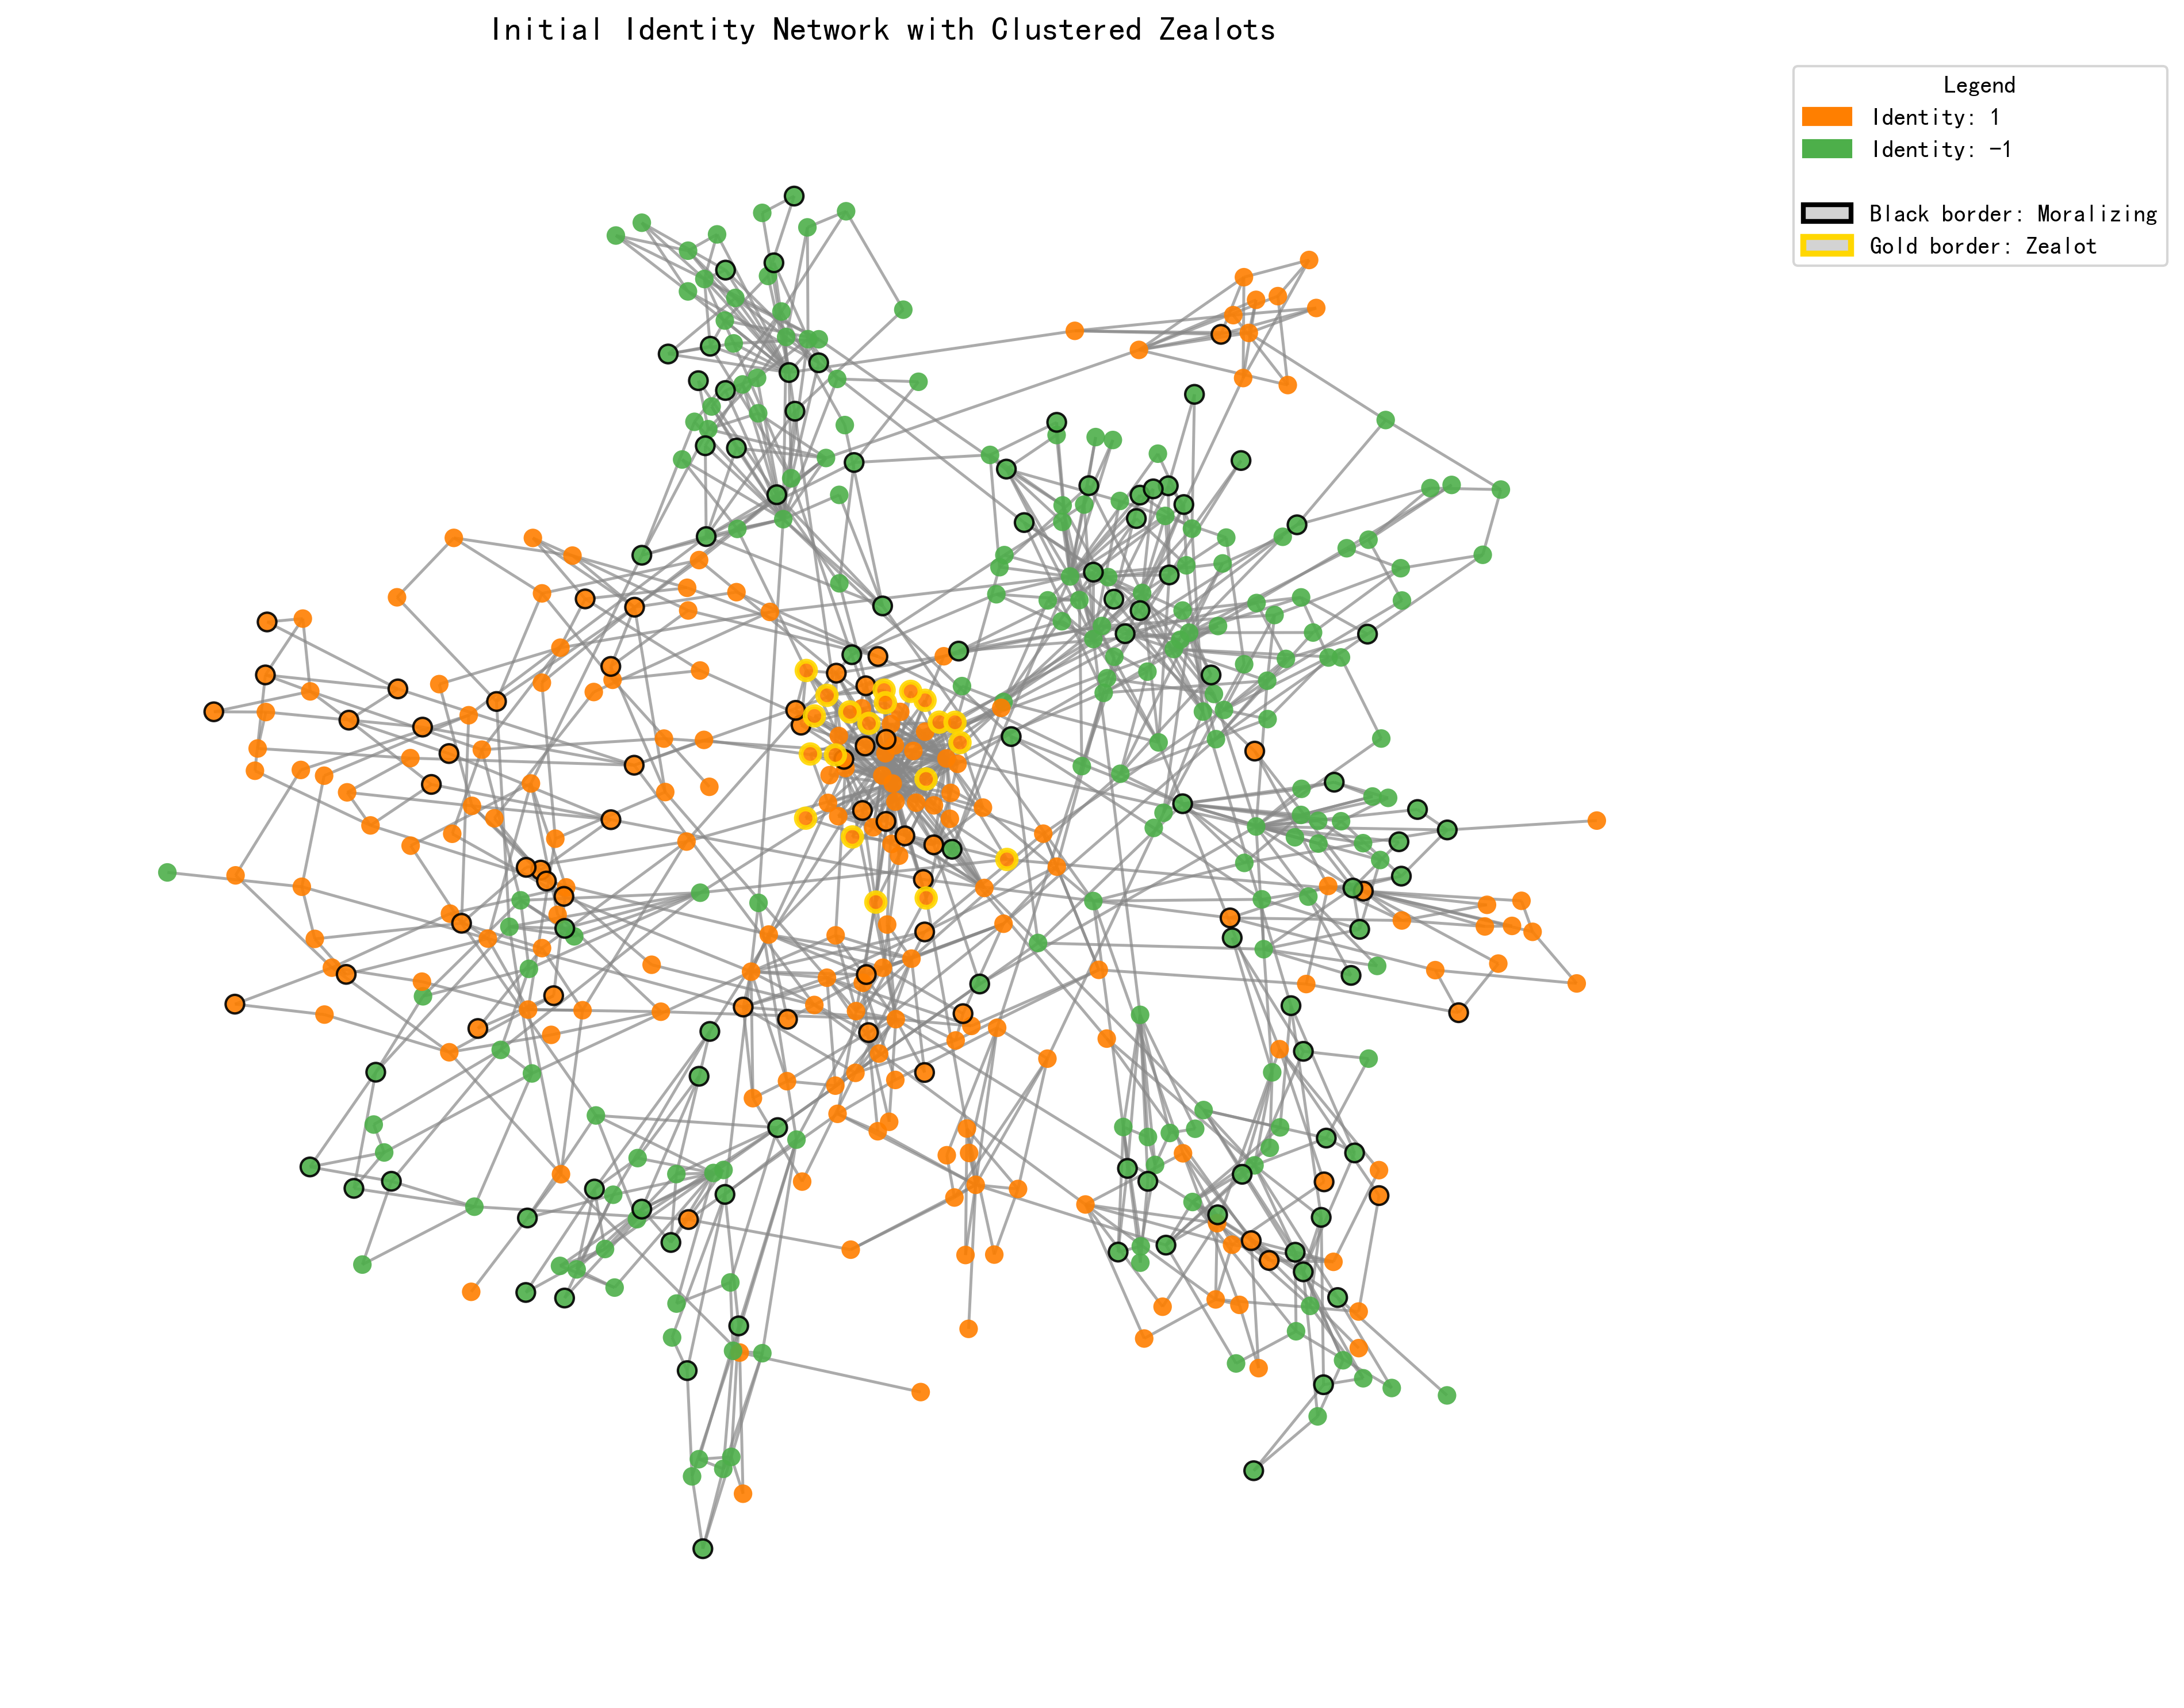 Initial Identity Network with Clustered Zealots
Legend
Identity: 1
Identity: -1
Black border: Moralizing
Gold border: Zealot